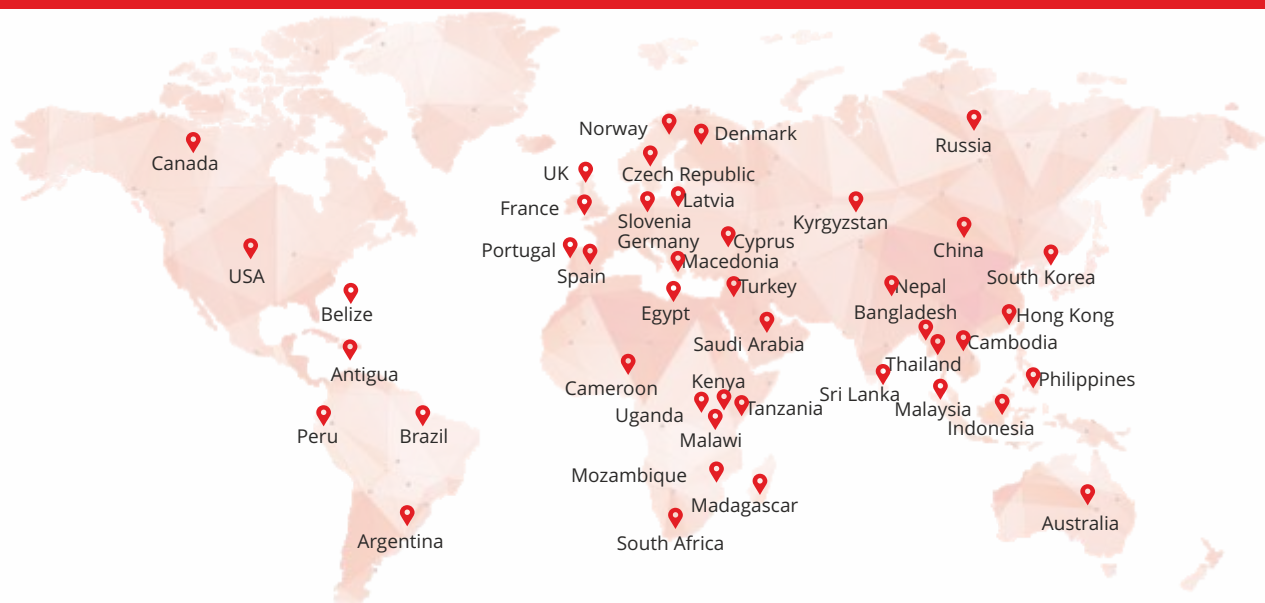 Norway
Denmark
Russia
Canada
UK
Czech Republic
Latvia
France
Slovenia
Kyrgyzstan
Germany
Cyprus
China
Portugal
Macedonia
USA
Spain
South Korea
Turkey
Nepal
Belize
Egypt
Bangladesh
Hong Kong
Saudi Arabia
Cambodia
Thailand
Antigua
Kenya
Philippines
Cameroon
Sri Lanka
Uganda
Tanzania
Malaysia
Indonesia
Peru
Brazil
Malawi
Mozambique
Madagascar
Australia
Argentina
South Africa